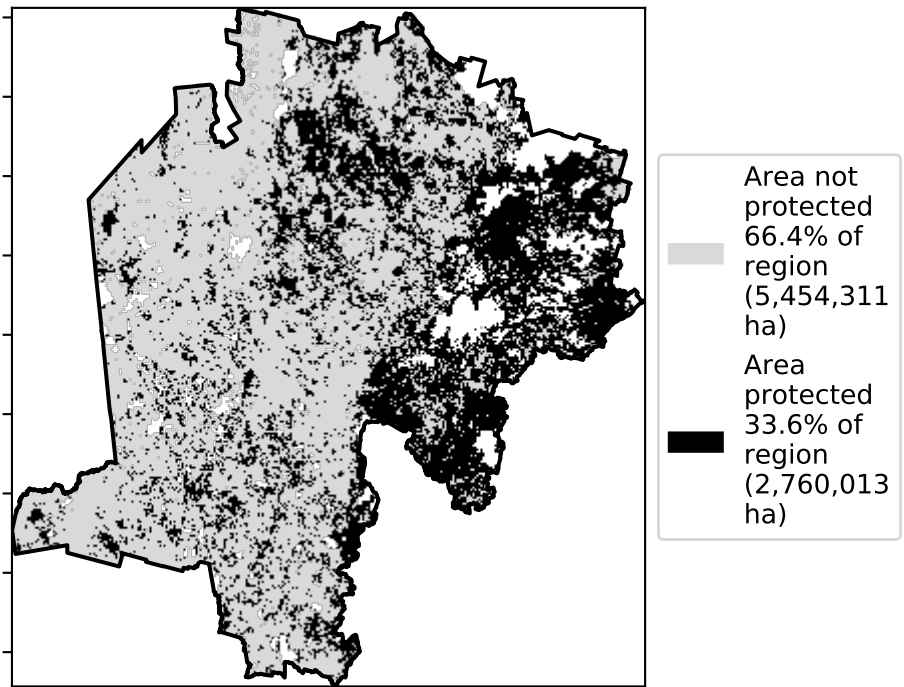 Area not
protected
66.4% of
region
(5,454,311
ha)
Area
protected
33.6% of
region
(2,760,013
ha)